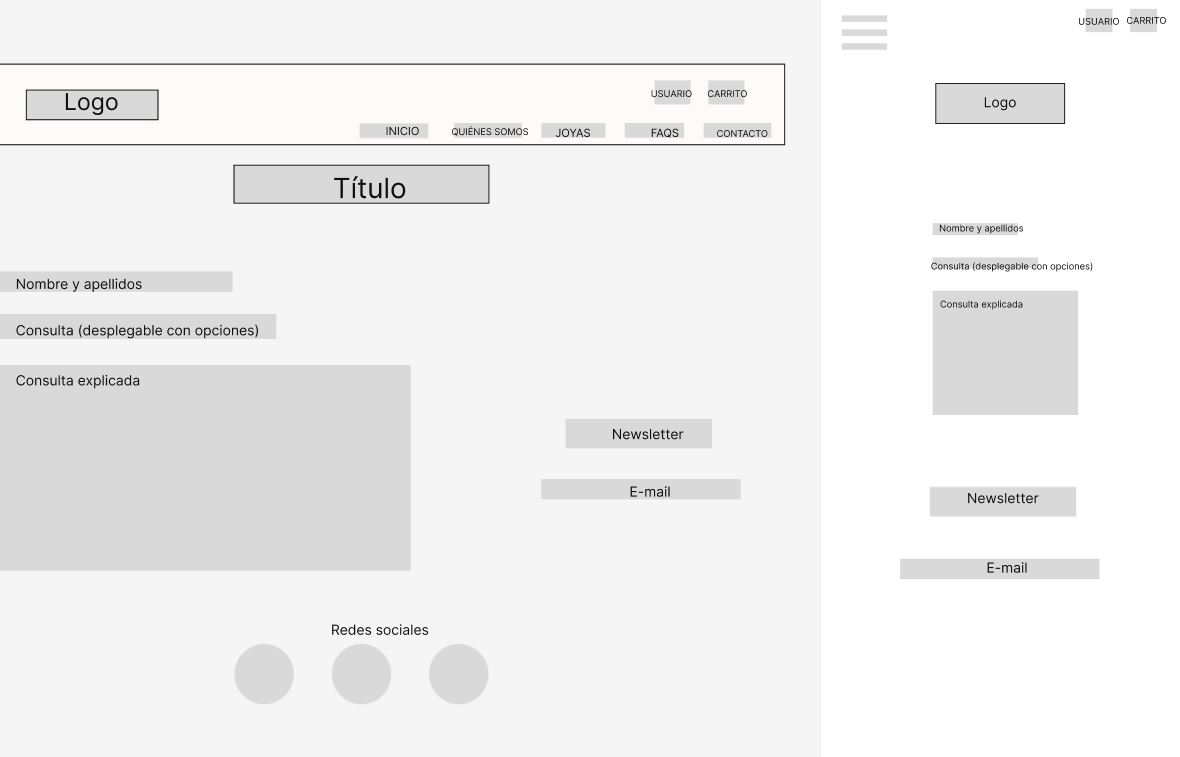 Logo
USUARIO
CARRITO
INICIO
QUIÉNES SOMOS
JOYAS
FAQS
CONTACTO
Título
Nombre y apellidos
Consulta (desplegable con opciones)
Consulta explicada
Newsletter
E-mail
Redes sociales
USUARIO
CARRITO
Logo
Nombre y apellidos
Consulta (desplegable con opciones)
Consulta explicada
Newsletter
E-mail